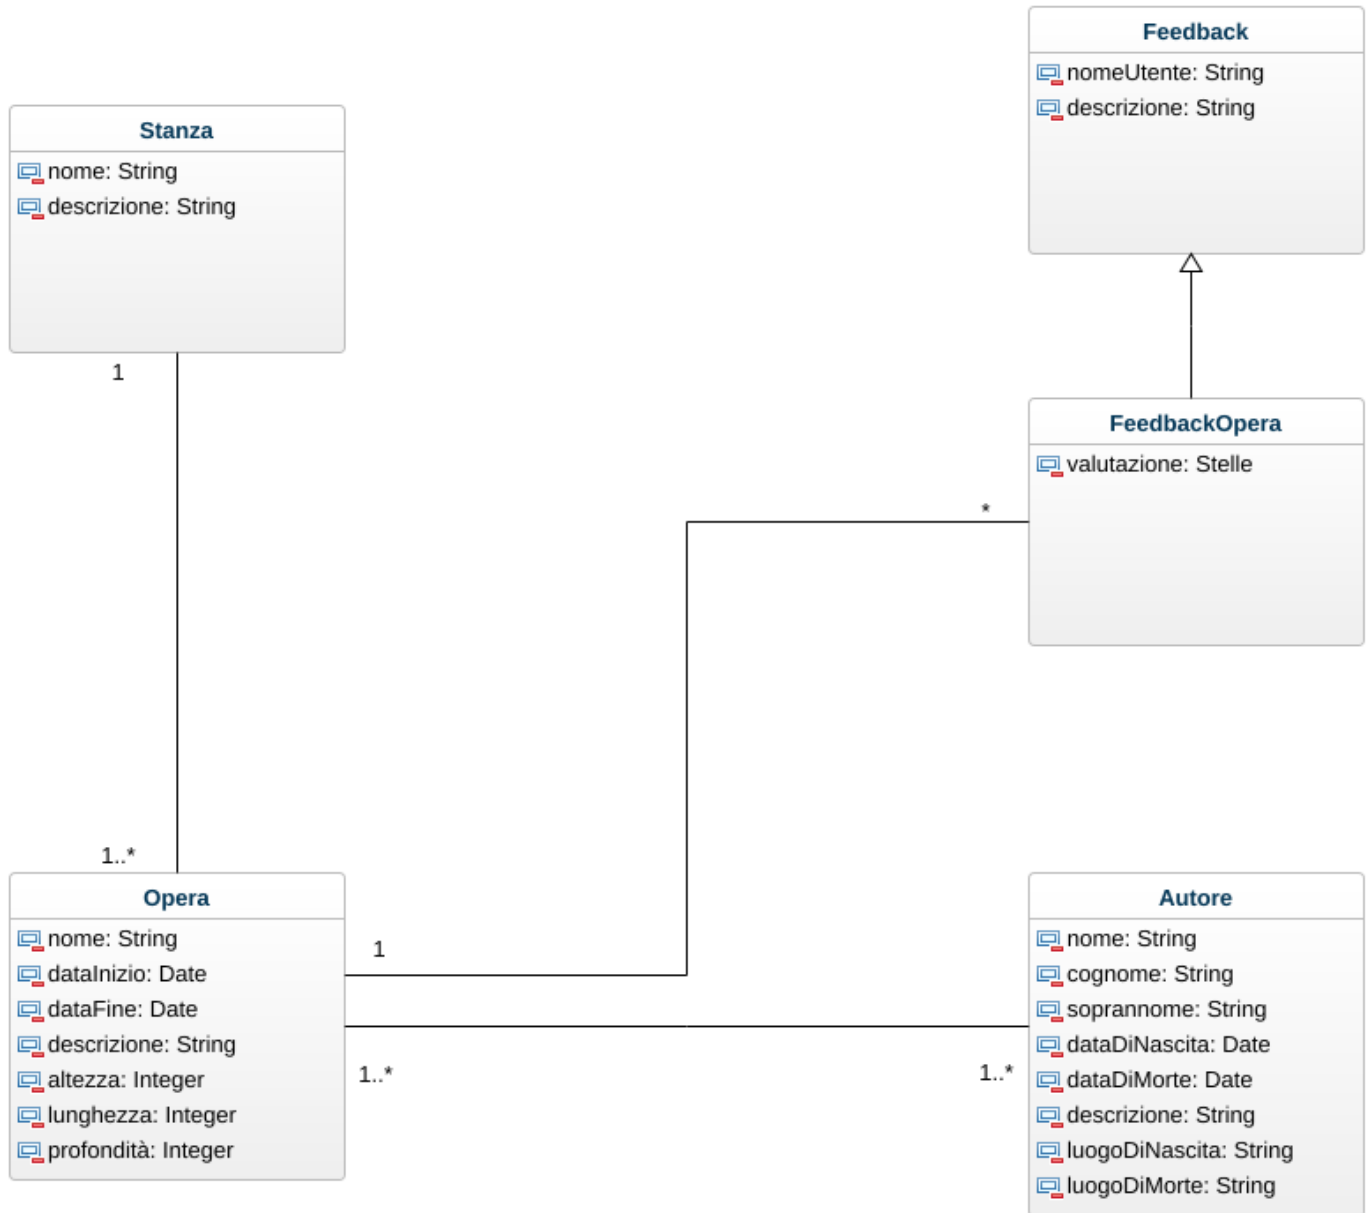 Feedback
nomeUtente: String
descrizione: String
Stanza
nome: String
descrizione: String
1
FeedbackOpera
valutazione: Stelle
*
1..*
Opera
nome: String
dataInizio: Date
dataFine: Date
descrizione: String
altezza: Integer
lunghezza: Integer
profondità: Integer
1
1..*
1..*
Autore
nome: String
cognome: String
soprannome: String
dataDiNascita: Date
dataDiMorte: Date
descrizione: String
luogoDiNascita: String
luogoDiMorte: String